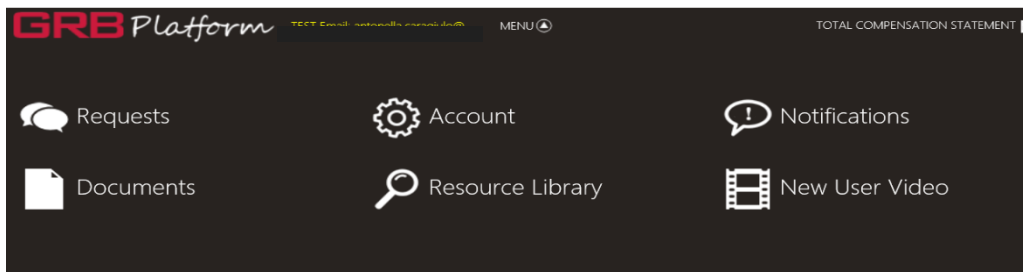 GRB Platform TEST Email: antonella.caragiulo@ MENU TOTAL COMPENSATION STATEMENT
Requests Account Notifications
Documents Resource Library New User Video